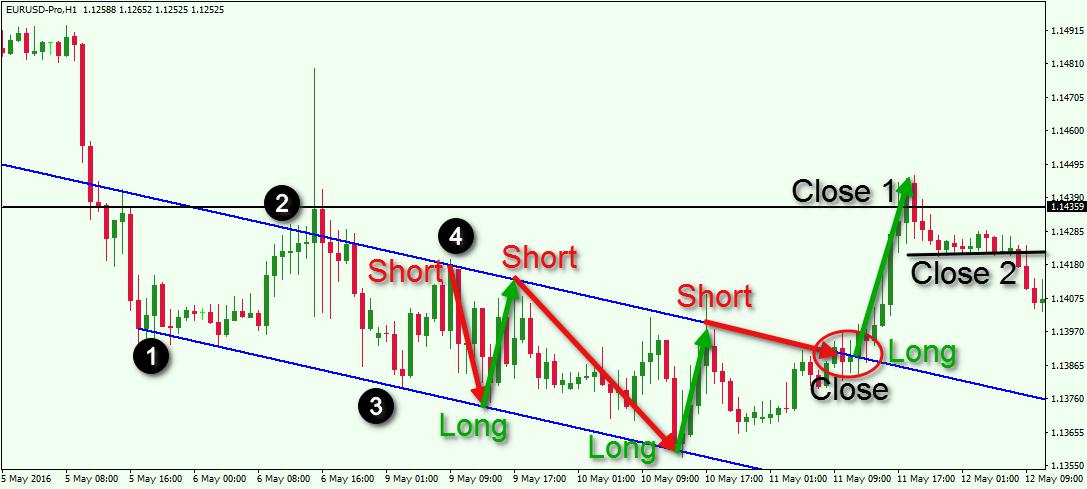 EURUSD-Pro,H1 1.12588 1.12652 1.12525 1.12525
1.14915
1.14810
1.14705
1.14600
1.14495
1.14390
1.14359
1.14285
1.14180
1.14075
1.13970
1.13865
1.13760
1.13655
1.13550
2
Close 1
4
Short
Short
Close 2
Short
1
Long
Close
3
Long
Long
5 May 2016 5 May 08:00 5 May 16:00 6 May 00:00 6 May 08:00 6 May 16:00 9 May 01:00 9 May 09:00 9 May 17:00 10 May 01:00 10 May 09:00 10 May 17:00 11 May 01:00 11 May 09:00 11 May 17:00 12 May 01:00 12 May 09:00